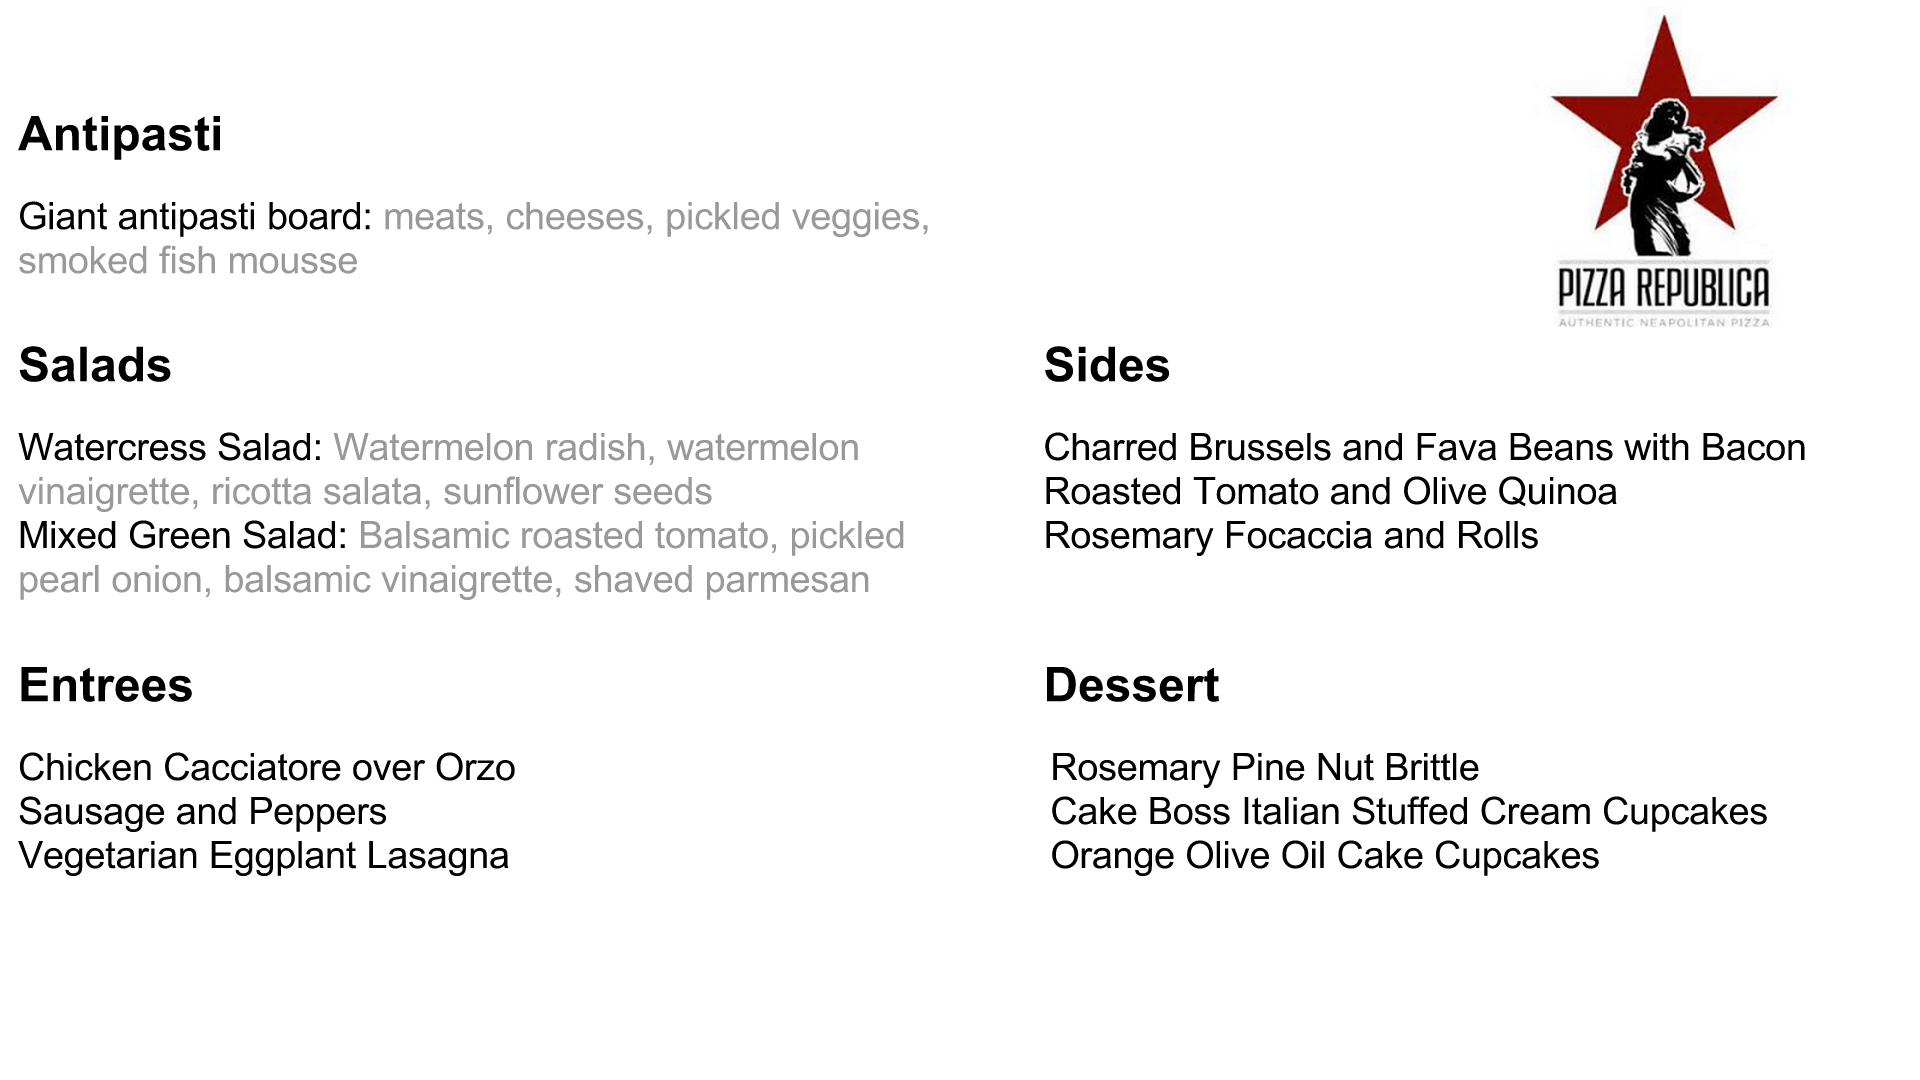 Antipasti
Giant antipasti board: meats, cheeses, pickled veggies,
smoked fish mousse
PIZZA REPUBLICA
AUTHENTIC NEAPOLITAN PIZZA
Salads
Watercress Salad: Watermelon radish, watermelon
vinaigrette, ricotta salata, sunflower seeds
Mixed Green Salad: Balsamic roasted tomato, pickled
pearl onion, balsamic vinaigrette, shaved parmesan
Sides
Charred Brussels and Fava Beans with Bacon
Roasted Tomato and Olive Quinoa
Rosemary Focaccia and Rolls
Entrees
Chicken Cacciatore over Orzo
Sausage and Peppers
Vegetarian Eggplant Lasagna
Dessert
Rosemary Pine Nut Brittle
Cake Boss Italian Stuffed Cream Cupcakes
Orange Olive Oil Cake Cupcakes